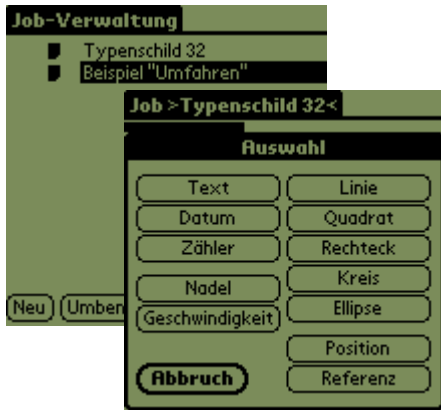 Job-Verwaltung
Typenschild 32
Beispiel "Umfahren"
Neu Umben
Job >Typenschild 32<
Auswahl
Text Linie
Datum Quadrat
Zähler Rechteck
Nadel Kreis
Geschwindigkeit Ellipse
Position
Abbruch Referenz